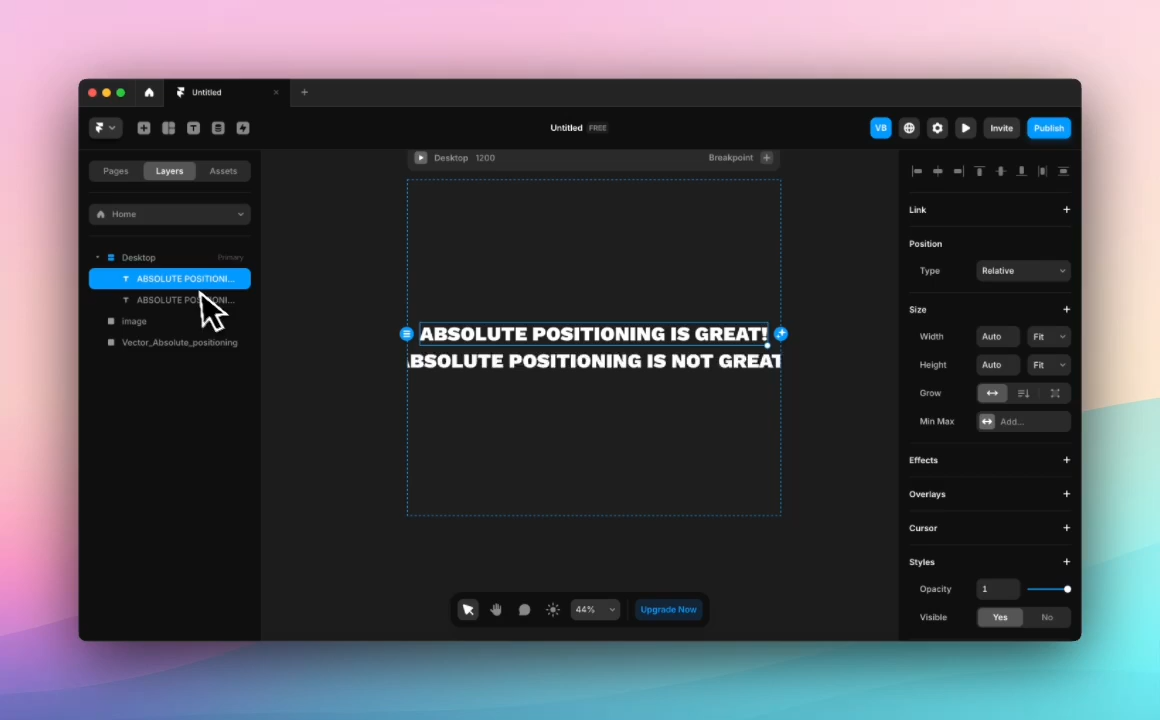 Untitled
Untitled FREE
VB
Invite
Publish
Pages
Layers
Assets
Home
Desktop
Primary
ABSOLUTE POSITIONI...
image
Vector_Absolute_positioning
Desktop 1200
Breakpoint
ABSOLUTE POSITIONING IS GREAT!
BSOLUTE POSITIONING IS NOT GREAT
44%
Upgrade Now
Link
Position
Type
Relative
Size
Width
Auto
Fit
Height
Auto
Fit
Grow
Min Max
Add...
Effects
Overlays
Cursor
Styles
Opacity
1
Visible
Yes
No